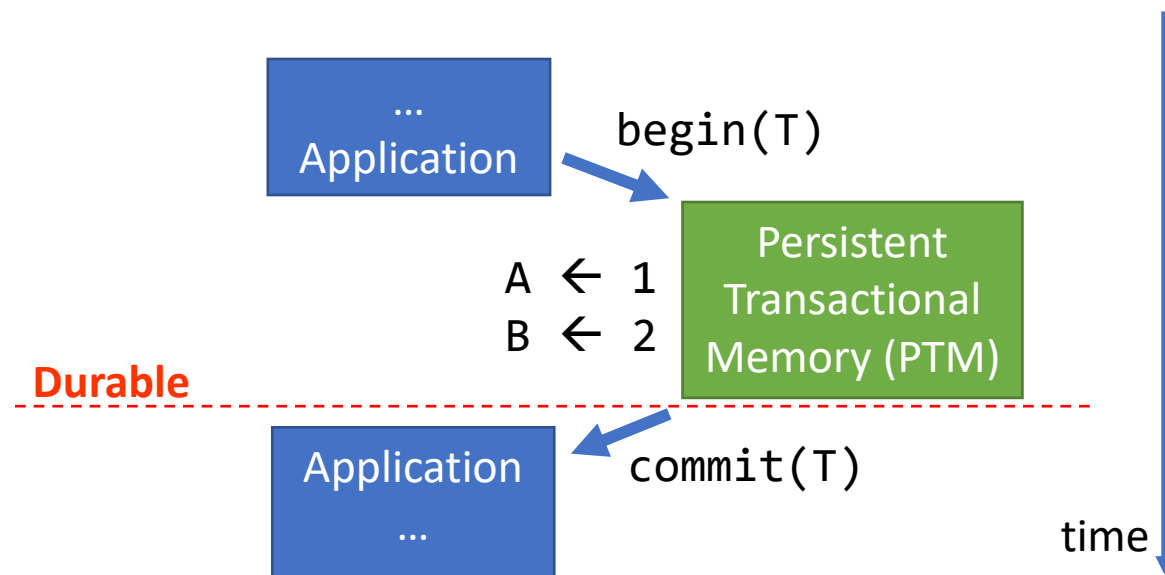 …
Application
begin(T)
Persistent
Transactional
Memory (PTM)
A ← 1
B ← 2
Durable
Application
…
commit(T)
time